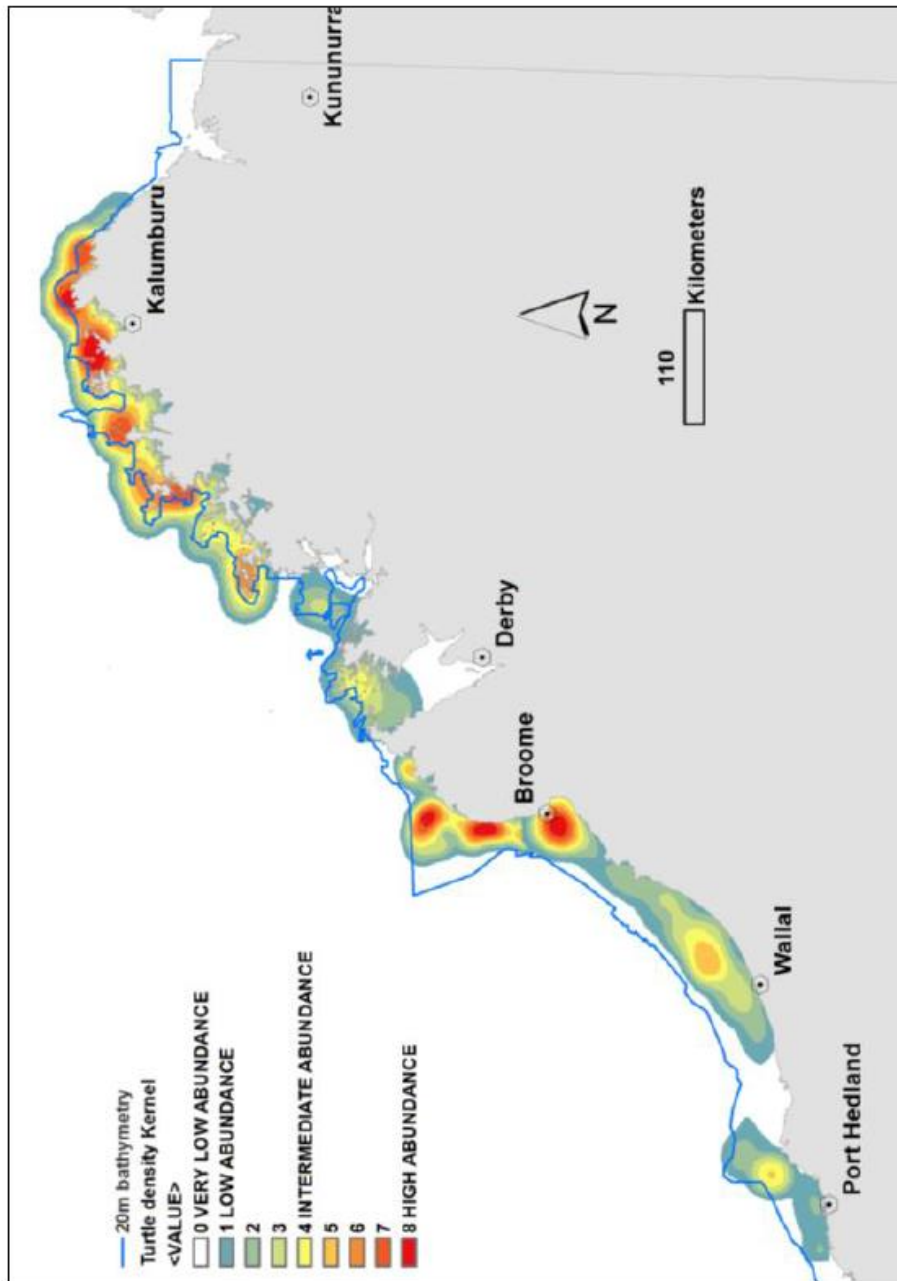 20m bathymetry
Turtle density Kernel
<VALUE>
0 VERY LOW ABUNDANCE
1 LOW ABUNDANCE
2
3
4 INTERMEDIATE ABUNDANCE
5
6
7
8 HIGH ABUNDANCE
Port Hedland
Wallal
Broome
Derby
Kalumburu
Kununurra
N
110
Kilometers